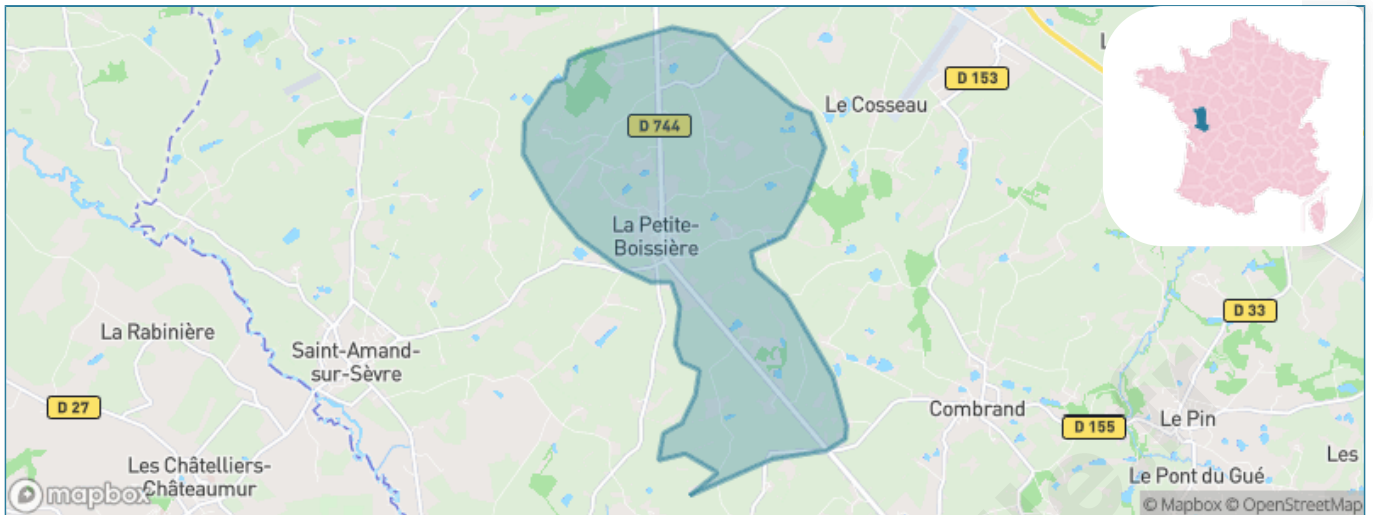 D 153
Le Cosseau
D 744
La Petite-
Boissière
D 33
La Rabinière
Saint-Amand-
sur-Sèvre
D 27
Combrand
D 155
Le Pin
Les Châtelliers-
Châteaumur
Le Pont du Gué
Les
mapbox
© Mapbox © OpenStreetMap